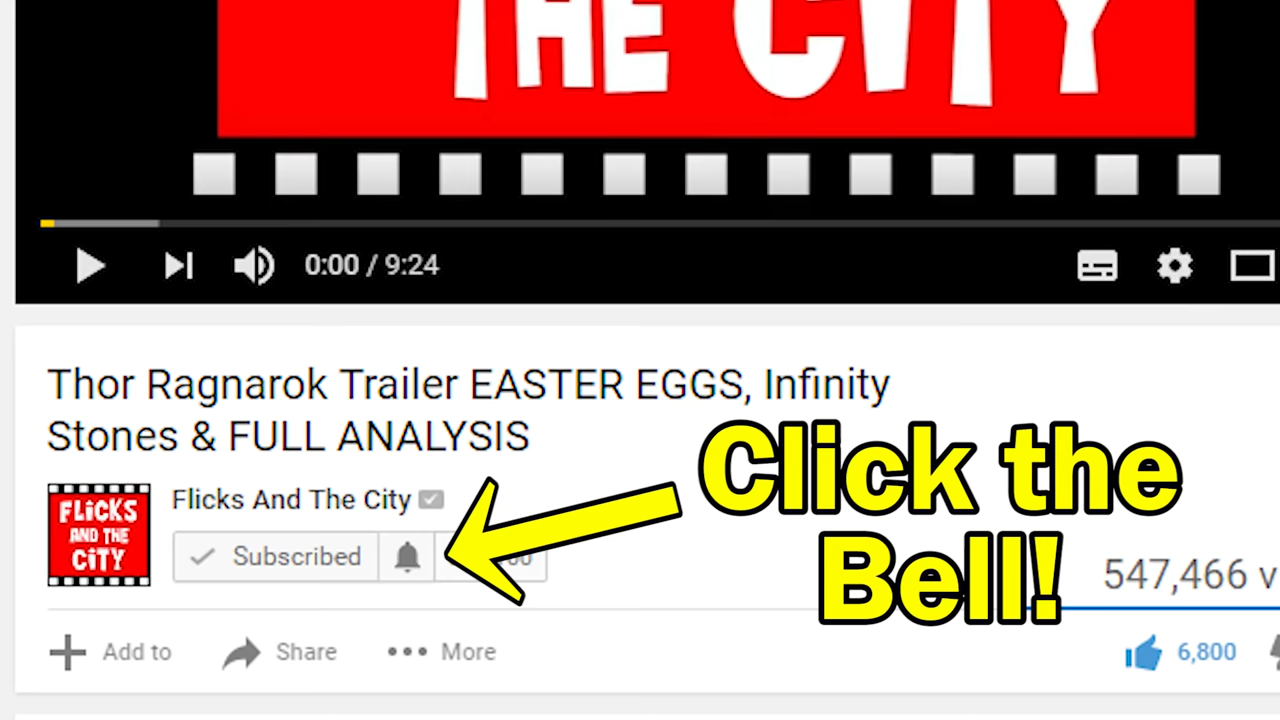 THE CITY
0:00 / 9:24
Thor Ragnarok Trailer EASTER EGGS, Infinity
Stones & FULL ANALYSIS
Click the
Bell!
FLiCKS
AND THE
CiTY
Flicks And The City
Subscribed
547,466
Add to
Share
More
6,800